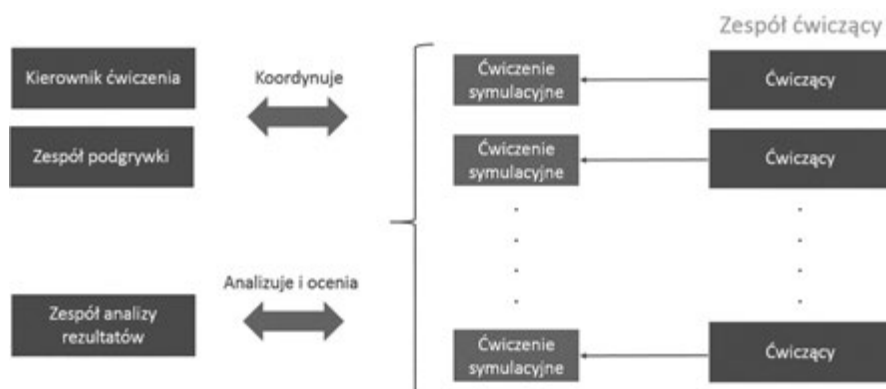 Zespół ćwiczący
Kierownik ćwiczenia
Koordynuje
Ćwiczenie
symulacyjne
Ćwiczący
Zespół podgrywki
Ćwiczenie
symulacyjne
Ćwiczący
Analizuje i ocenia
Zespół analizy
rezultatów
Ćwiczenie
symulacyjne
Ćwiczący